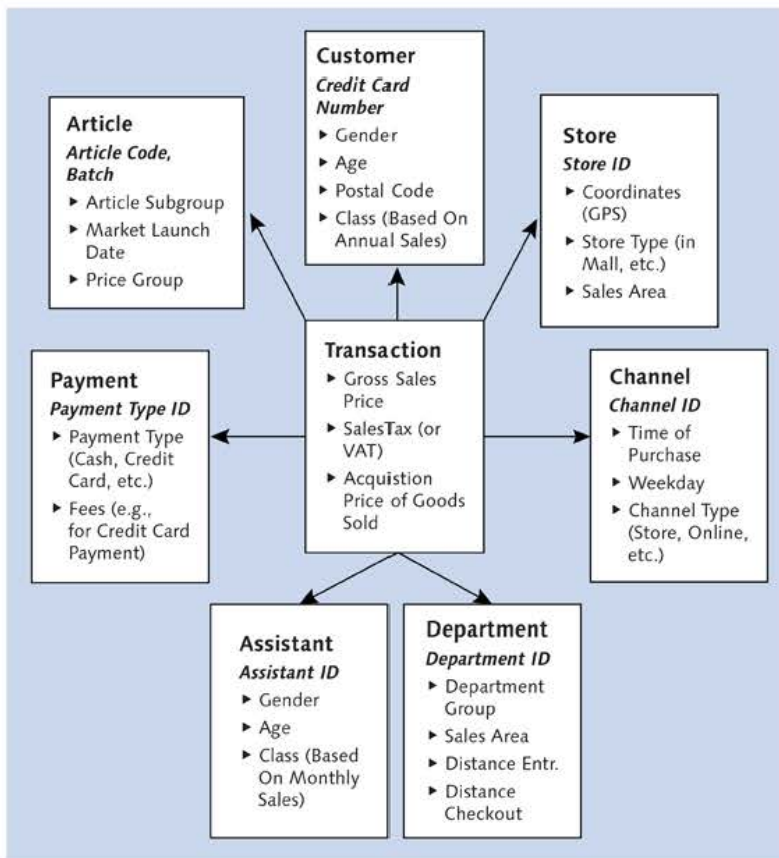 Customer
Credit Card
Number
▸ Gender
▸ Age
▸ Postal Code
▸ Class (Based On
Annual Sales)
Article
Article Code,
Batch
▸ Article Subgroup
▸ Market Launch
Date
▸ Price Group
Store
Store ID
▸ Coordinates
(GPS)
▸ Store Type (in
Mall, etc.)
▸ Sales Area
Transaction
▸ Gross Sales
Price
▸ SalesTax (or
VAT)
▸ Acquistion
Price of Goods
Sold
Payment
Payment Type ID
▸ Payment Type
(Cash, Credit
Card, etc.)
▸ Fees (e.g.,
for Credit Card
Payment)
Channel
Channel ID
▸ Time of
Purchase
▸ Weekday
▸ Channel Type
(Store, Online,
etc.)
Assistant
Assistant ID
▸ Gender
▸ Age
▸ Class (Based
On Monthly
Sales)
Department
Department ID
▸ Department
Group
▸ Sales Area
▸ Distance Entr.
▸ Distance
Checkout